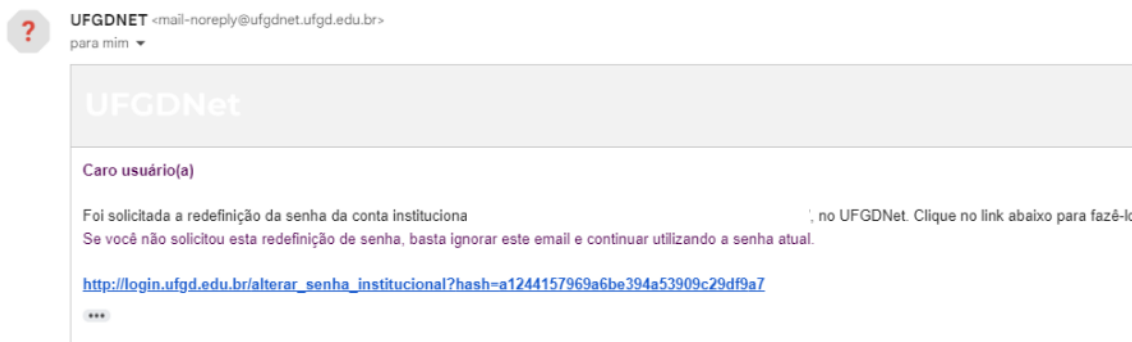 UFGDNET <mail-noreply@ufgdnet.ufgd.edu.br>
para mim
UFGDNet
Caro usuário(a)
Foi solicitada a redefinição da senha da conta instituciona ', no UFGDNet. Clique no link abaixo para fazê-lo
Se você não solicitou esta redefinição de senha, basta ignorar este email e continuar utilizando a senha atual.
http://login.ufgd.edu.br/alterar_senha_institucional?hash=a1244157969a6be394a53909c29df9a7